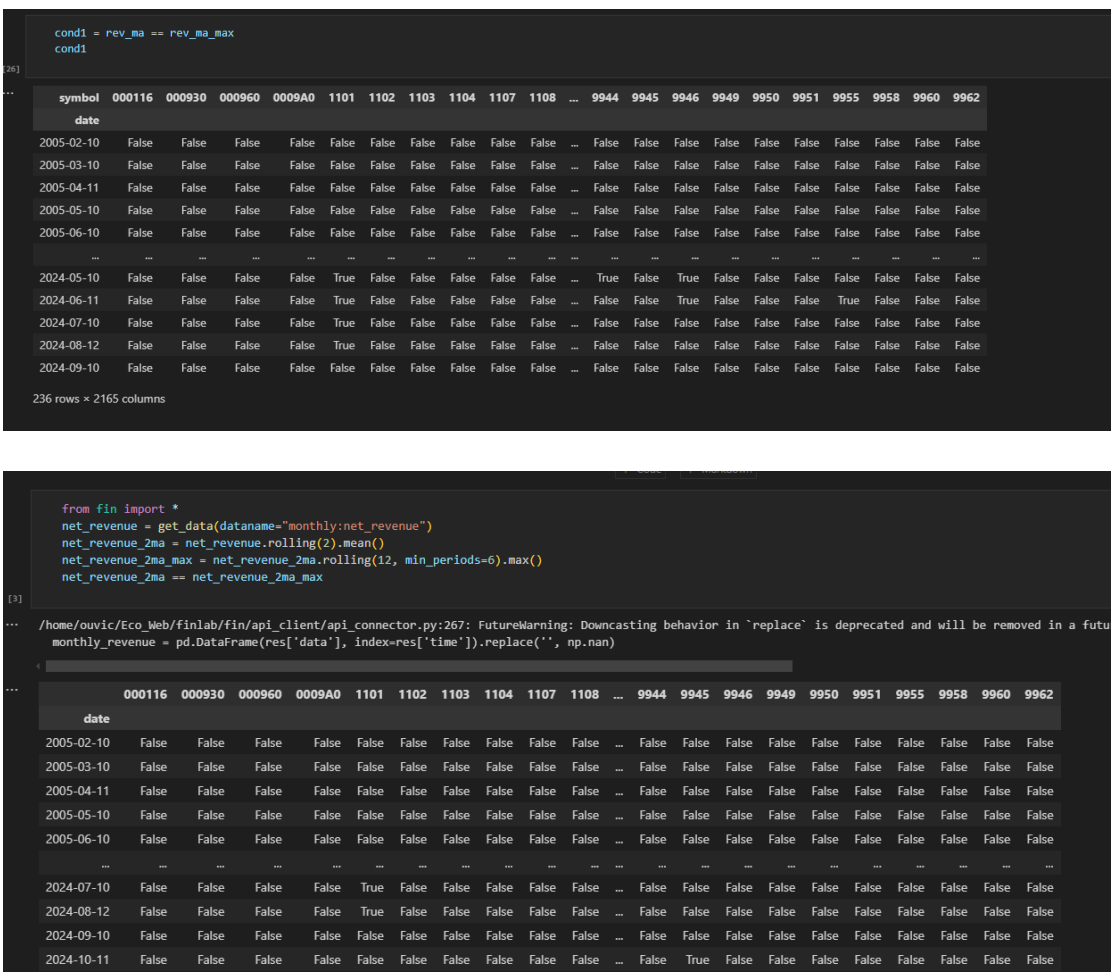 cond1 = rev_ma == rev_ma_max
cond1
[26]
...
symbol 000116 000930 000960 0009A0 1101 1102 1103 1104 1107 1108 ... 9944 9945 9946 9949 9950 9951 9955 9958 9960 9962
date
2005-02-10 False False False False False False False False False False ... False False False False False False False False False False
2005-03-10 False False False False False False False False False False ... False False False False False False False False False False
2005-04-11 False False False False False False False False False False ... False False False False False False False False False False
2005-05-10 False False False False False False False False False False ... False False False False False False False False False False
2005-06-10 False False False False False False False False False False ... False False False False False False False False False False
... ... ... ... ... ... ... ... ... ... ... ... ... ... ... ... ... ... ... ... ... ...
2024-05-10 False False False False True False False False False False ... True False True False False False False False False False
2024-06-11 False False False False True False False False False False ... False False True False False False True False False False
2024-07-10 False False False False True False False False False False ... False False False False False False False False False False
2024-08-12 False False False False True False False False False False ... False False False False False False False False False False
2024-09-10 False False False False False False False False False False ... False False False False False False False False False False
236 rows × 2165 columns
from fin import *
net_revenue = get_data(dataname="monthly:net_revenue")
net_revenue_2ma = net_revenue.rolling(2).mean()
net_revenue_2ma_max = net_revenue_2ma.rolling(12, min_periods=6).max()
net_revenue_2ma == net_revenue_2ma_max
[3]
... /home/ouvic/Eco_Web/finlab/fin/api_client/api_connector.py:267: FutureWarning: Downcasting behavior in `replace` is deprecated and will be removed in a futu
monthly_revenue = pd.DataFrame(res['data'], index=res['time']).replace('', np.nan)
...
000116 000930 000960 0009A0 1101 1102 1103 1104 1107 1108 ... 9944 9945 9946 9949 9950 9951 9955 9958 9960 9962
date
2005-02-10 False False False False False False False False False False ... False False False False False False False False False False
2005-03-10 False False False False False False False False False False ... False False False False False False False False False False
2005-04-11 False False False False False False False False False False ... False False False False False False False False False False
2005-05-10 False False False False False False False False False False ... False False False False False False False False False False
2005-06-10 False False False False False False False False False False ... False False False False False False False False False False
... ... ... ... ... ... ... ... ... ... ... ... ... ... ... ... ... ... ... ... ... ...
2024-07-10 False False False False True False False False False False ... False False False False False False False False False False
2024-08-12 False False False False True False False False False False ... False False False False False False False False False False
2024-09-10 False False False False False False False False False False ... False False False False False False False False False False
2024-10-11 False False False False False False False False False False ... False True False False False False False False False False